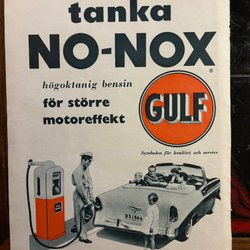 tanka
NO-NOX
högoktanig bensin
för större
motoreffekt
GULF
Symbolen för kvalitet och service